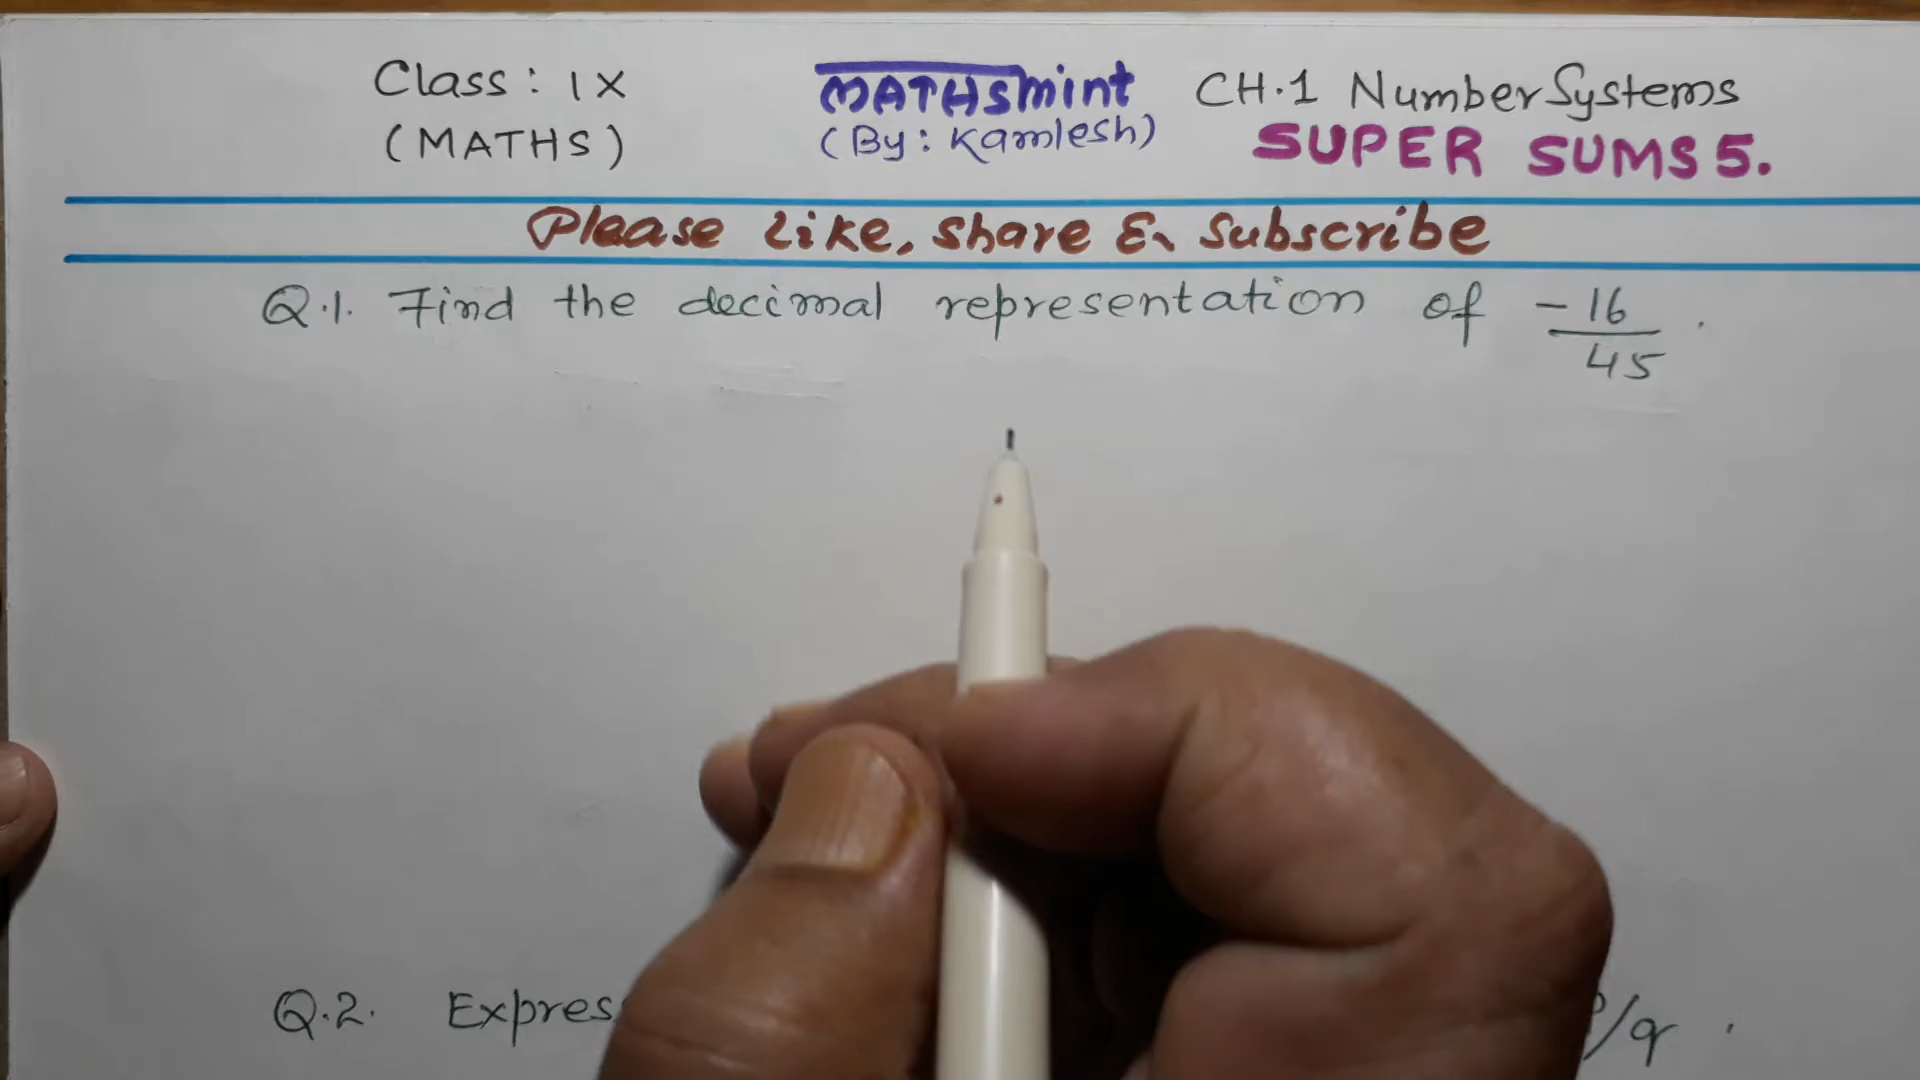 Class: IX
(MATHS)
MATHSmint
(By: Kamlesh)
CH.1 Number Systems
SUPER SUMS 5.
Please Like, Share & Subscribe
Q.1. Find the decimal representation of -16/45.
Q.2. Expres
/q.